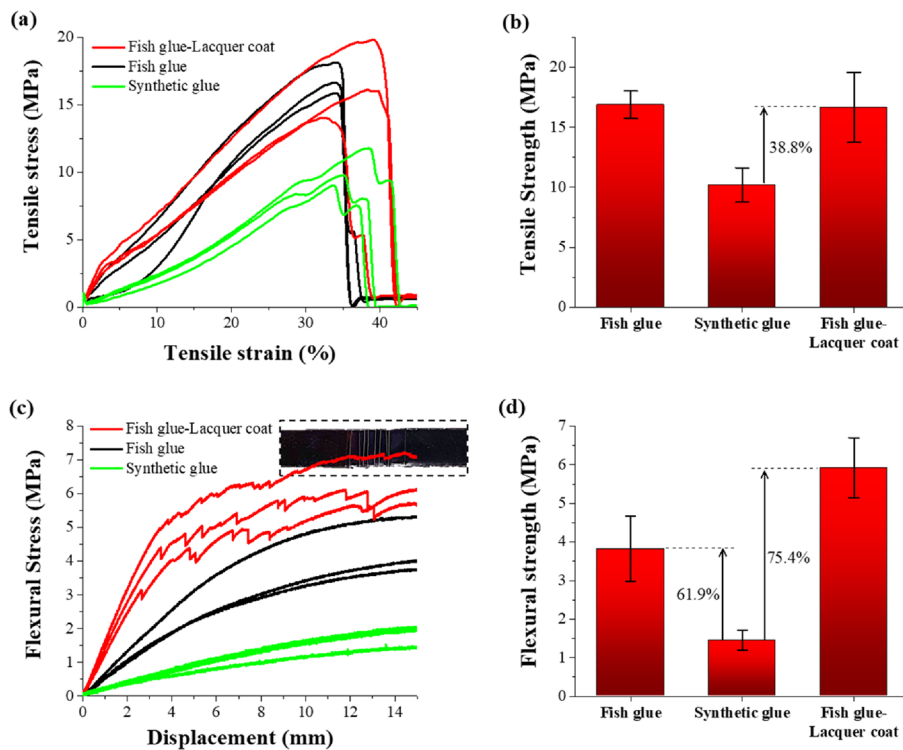 (a)
Tensile stress (MPa)
20
15
10
5
0
Fish glue-Lacquer coat
Fish glue
Synthetic glue
0 10 20 30 40
Tensile strain (%)
(b)
Tensile Strength (MPa)
20
15
10
5
0
38.8%
Fish glue Synthetic glue Fish glue-
Lacquer coat
(c)
Flexural Stress (MPa)
8
7
6
5
4
3
2
1
0
Fish glue-Lacquer coat
Fish glue
Synthetic glue
0 2 4 6 8 10 12 14
Displacement (mm)
(d)
Flexural strength (MPa)
7
6
5
4
3
2
1
0
61.9%
75.4%
Fish glue Synthetic glue Fish glue-
Lacquer coat